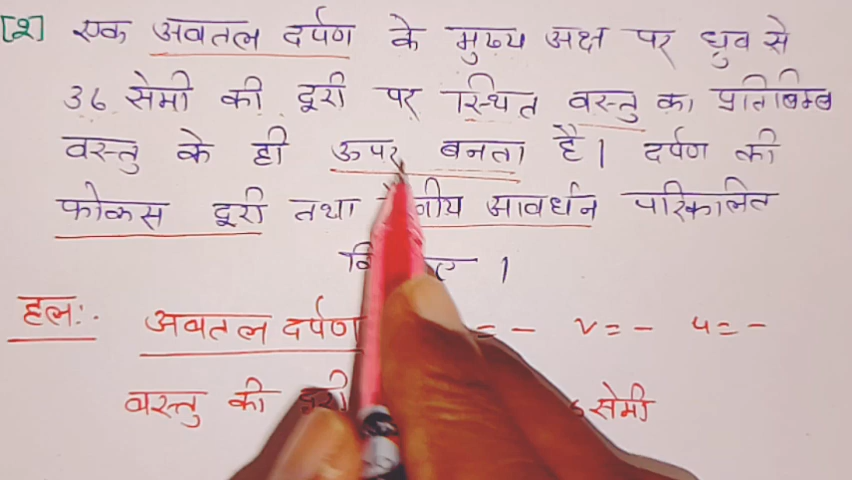 [२] एक अवतल दर्पण के मुख्य अक्ष पर ध्रुव से
36 सेमी की दूरी पर स्थित वस्तु का प्रतिबिम्ब
वस्तु के ही ऊपर बनता है। दर्पण की
फोकस दूरी तथा आवर्धन परिकलित
।
हल:- अवतल दर्पण = - v = - u = -
वस्तु की दूरी सेमी